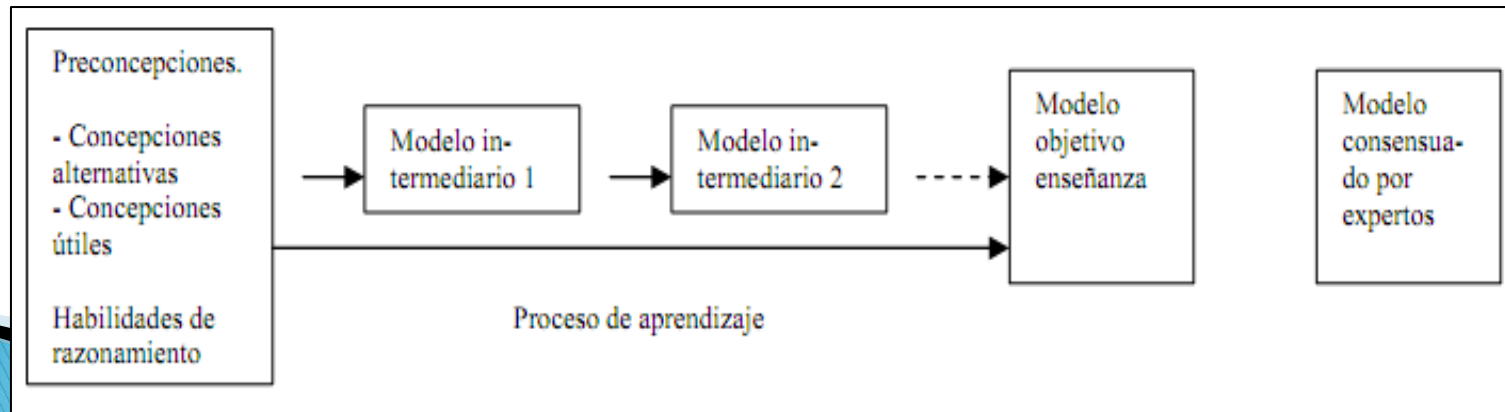 Preconcepciones.
- Concepciones
alternativas
- Concepciones
útiles
Habilidades de
razonamiento
Modelo in-
termediario 1
Modelo in-
termediario 2
Modelo
objetivo
enseñanza
Modelo
consensua-
do por
expertos
Proceso de aprendizaje